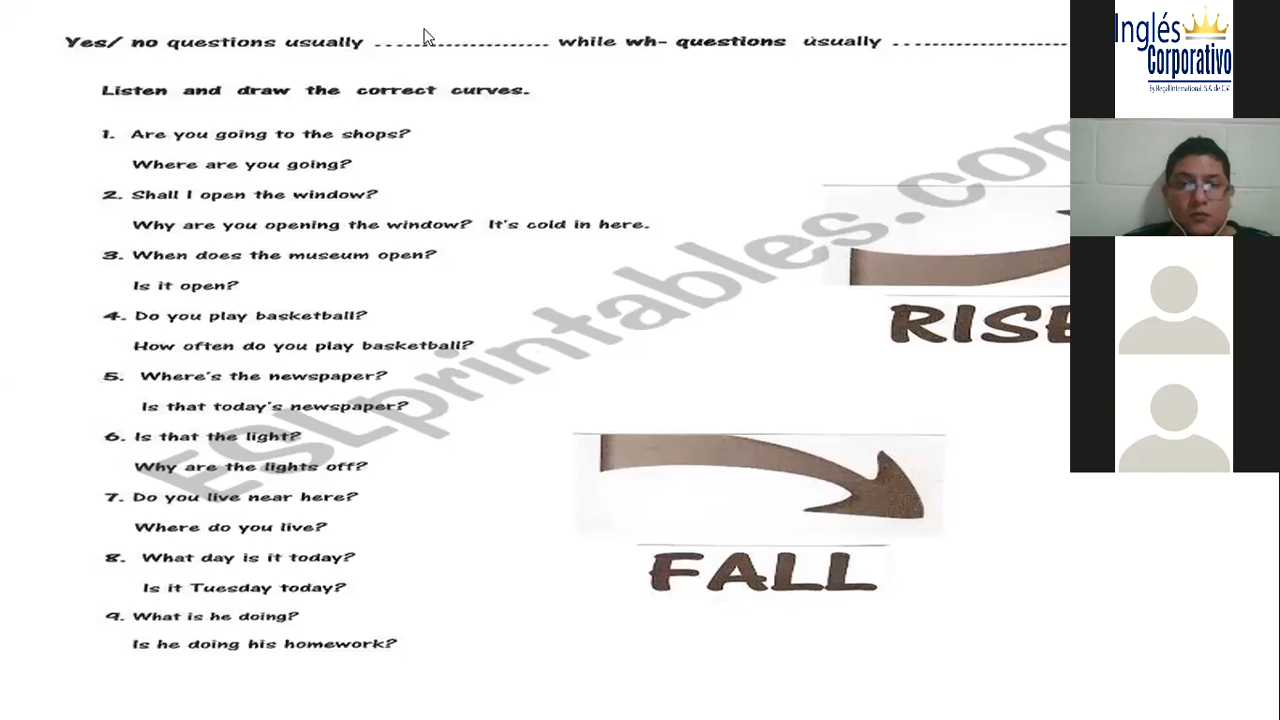 Yes/ no questions usually ........................ while wh- questions usually ........................
Listen and draw the correct curves.
1. Are you going to the shops?
Where are you going?
2. Shall I open the window?
Why are you opening the window? It's cold in here.
3. When does the museum open?
Is it open?
4. Do you play basketball?
How often do you play basketball?
5. Where's the newspaper?
Is that today's newspaper?
6. Is that the light?
Why are the lights off?
7. Do you live near here?
Where do you live?
8. What day is it today?
Is it Tuesday today?
9. What is he doing?
Is he doing his homework?
RISE
FALL
ESLprintables.com
Inglés
Corporativo
By Regal International, S.A. de C.V.